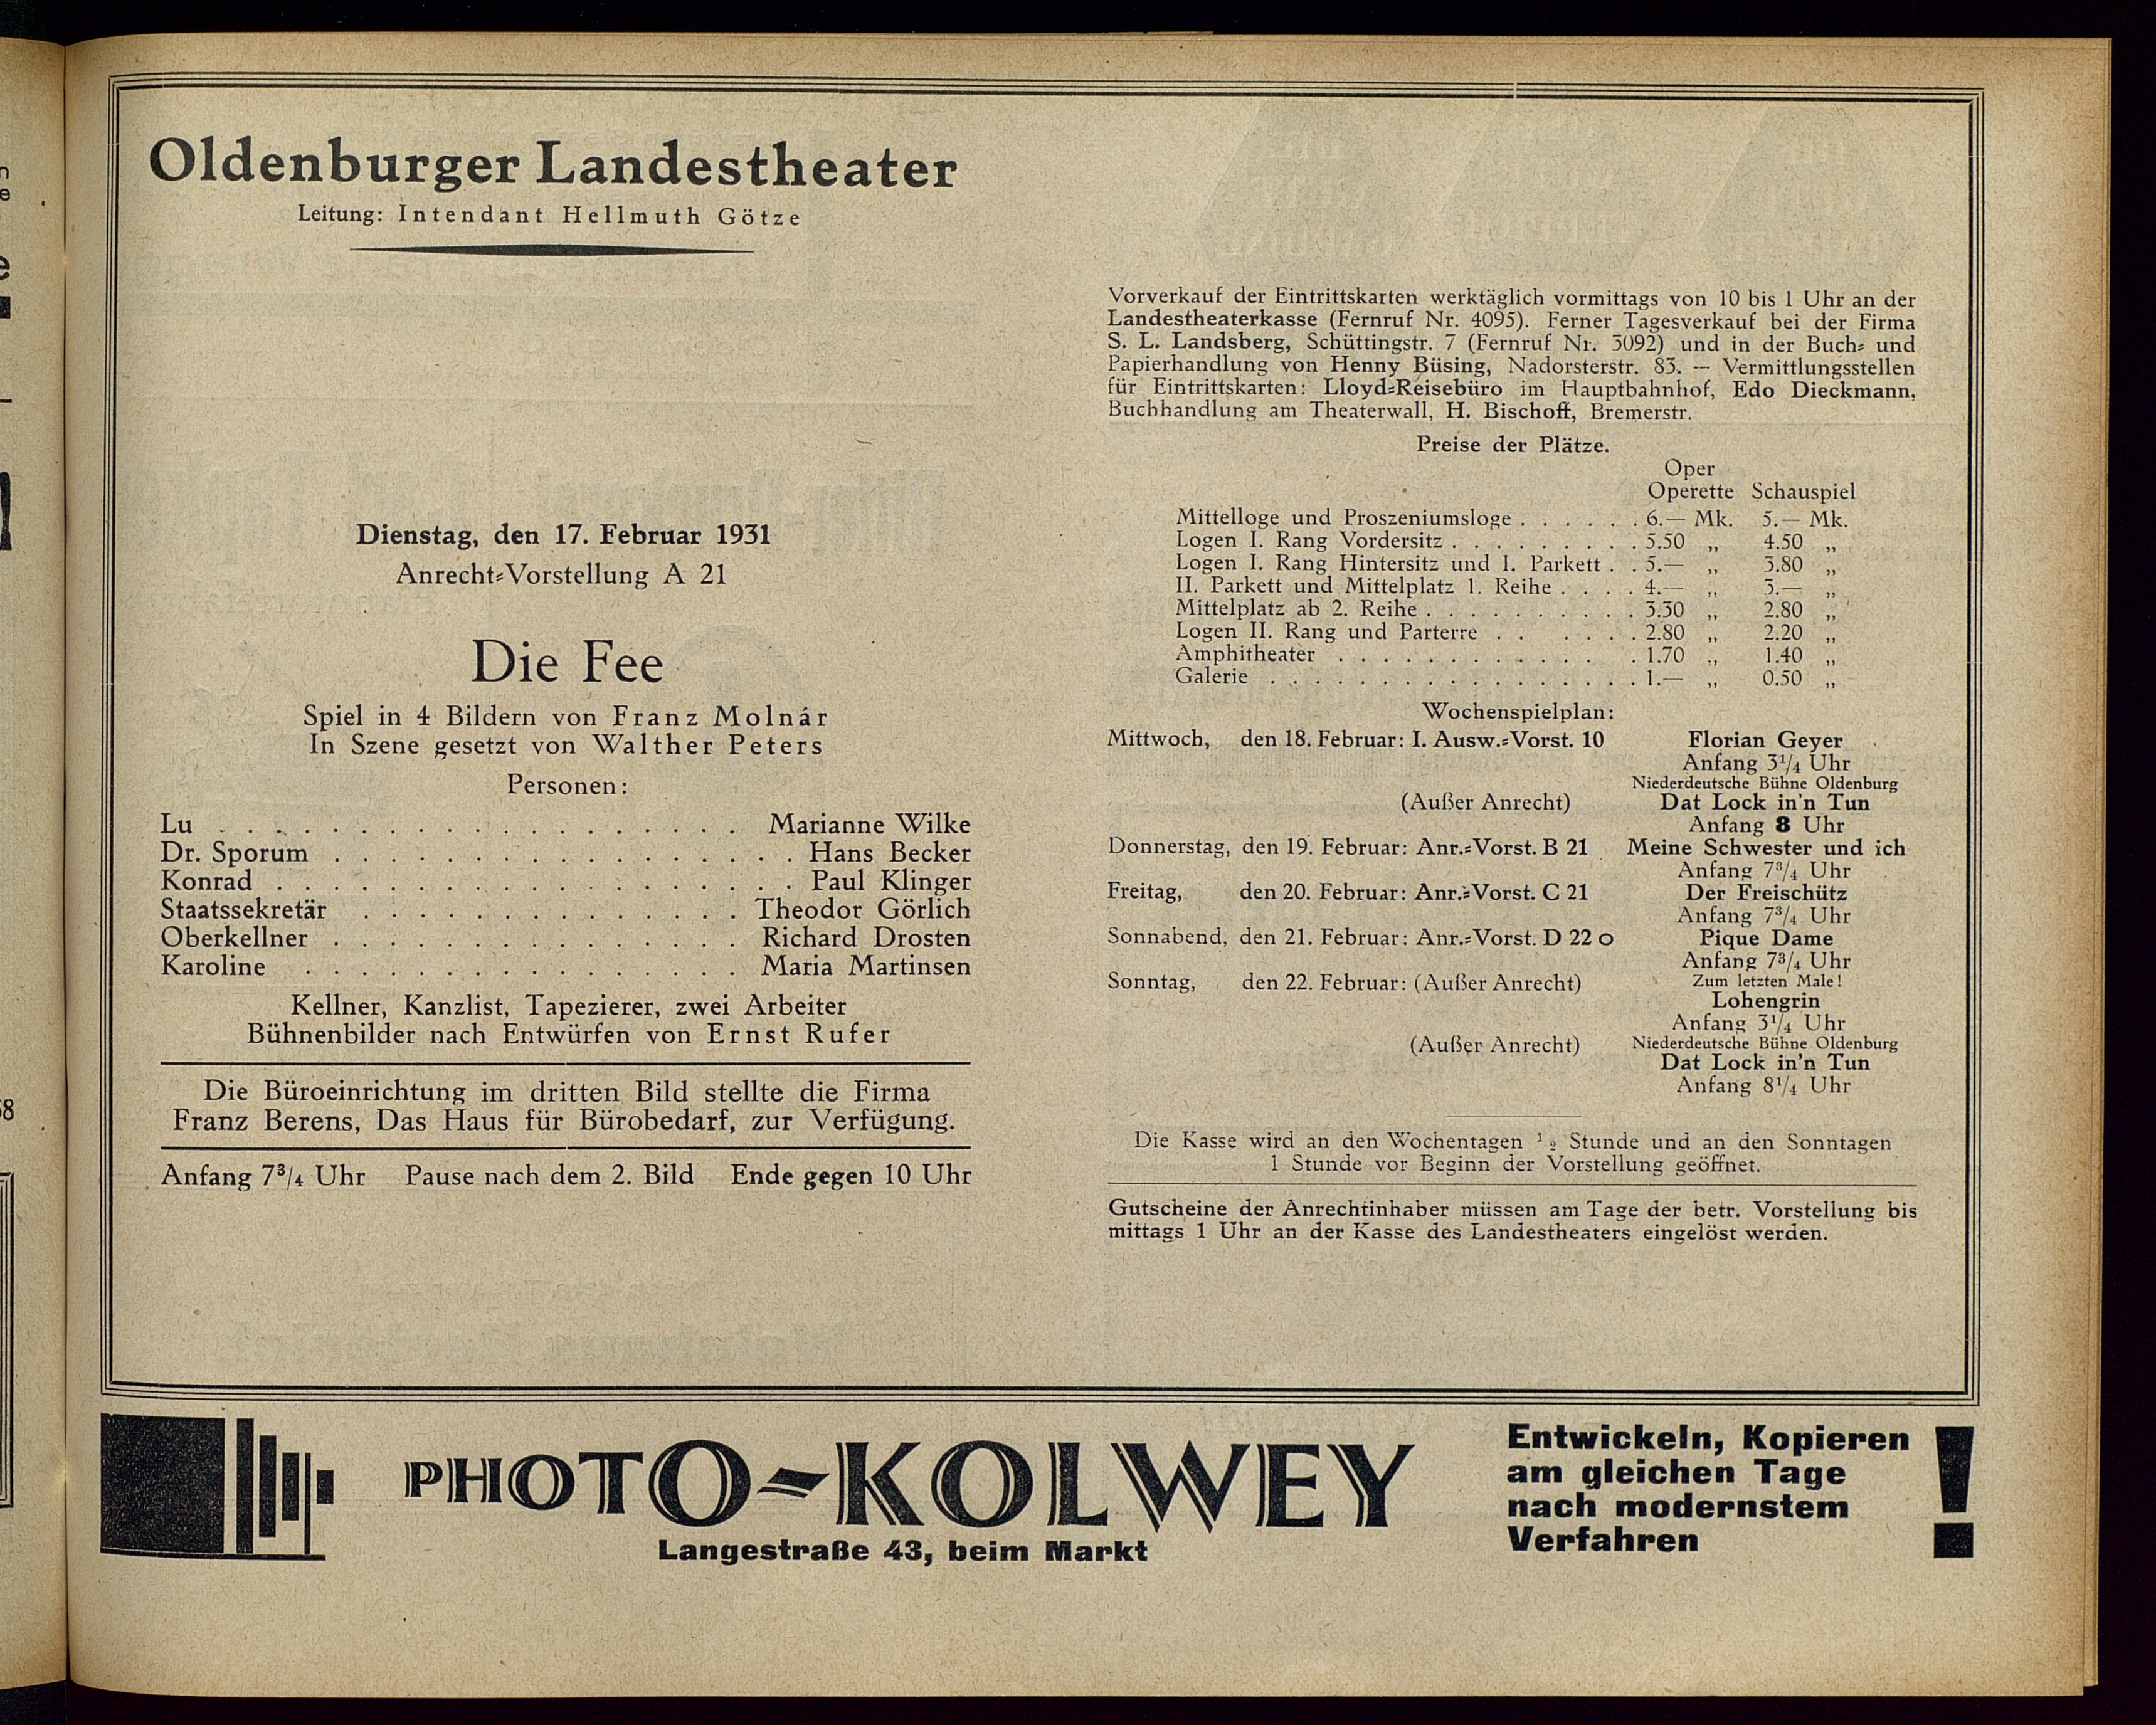 Oldenburger Landestheater
Leitung: Intendant Hellmuth Götze
Dienstag, den 17. Februar 1931
Anrecht-Vorstellung A 21
Die Fee
Spiel in 4 Bildern von Franz Molnár
In Szene gesetzt von Walther Peters
Personen:
Lu . . . . . . . . . . . . . . . . . . . Marianne Wilke
Dr. Sporum . . . . . . . . . . . . . . . . . Hans Becker
Konrad . . . . . . . . . . . . . . . . . . . Paul Klinger
Staatssekretär . . . . . . . . . . . . . . Theodor Görlich
Oberkellner . . . . . . . . . . . . . . . Richard Drosten
Karoline . . . . . . . . . . . . . . . . Maria Martinsen
Kellner, Kanzlist, Tapezierer, zwei Arbeiter
Bühnenbilder nach Entwürfen von Ernst Rufer
Die Büroeinrichtung im dritten Bild stellte die Firma
Franz Berens, Das Haus für Bürobedarf, zur Verfügung.
Anfang 7¾ Uhr Pause nach dem 2. Bild Ende gegen 10 Uhr
Vorverkauf der Eintrittskarten werktäglich vormittags von 10 bis 1 Uhr an der
Landestheaterkasse (Fernruf Nr. 4095). Ferner Tagesverkauf bei der Firma
S. L. Landsberg, Schüttingstr. 7 (Fernruf Nr. 3092) und in der Buch- und
Papierhandlung von Henny Büsing, Nadorsterstr. 83. — Vermittlungsstellen
für Eintrittskarten: Lloyd-Reisebüro im Hauptbahnhof, Edo Dieckmann,
Buchhandlung am Theaterwall, H. Bischoff, Bremerstr.
Preise der Plätze.
Oper
Operette Schauspiel
Mittelloge und Proszeniumsloge . . . . . . 6.— Mk. 5.— Mk.
Logen I. Rang Vordersitz . . . . . . . . . 5.50 „ 4.50 „
Logen I. Rang Hintersitz und I. Parkett . . 5.— „ 3.80 „
II. Parkett und Mittelplatz 1. Reihe . . . . 4.— „ 3.— „
Mittelplatz ab 2. Reihe . . . . . . . . . . 3.30 „ 2.80 „
Logen II. Rang und Parterre . . . . . . 2.80 „ 2.20 „
Amphitheater . . . . . . . . . . . . . 1.70 „ 1.40 „
Galerie . . . . . . . . . . . . . . . . . 1.— „ 0.50 „
Wochenspielplan:
Mittwoch, den 18. Februar: I. Ausw.-Vorst. 10 Florian Geyer
Anfang 3¼ Uhr
Niederdeutsche Bühne Oldenburg
(Außer Anrecht) Dat Lock in'n Tun
Anfang 8 Uhr
Donnerstag, den 19. Februar: Anr.-Vorst. B 21 Meine Schwester und ich
Anfang 7¾ Uhr
Freitag, den 20. Februar: Anr.-Vorst. C 21 Der Freischütz
Anfang 7¾ Uhr
Sonnabend, den 21. Februar: Anr.-Vorst. D 22 o Pique Dame
Anfang 7¾ Uhr
Zum letzten Male!
Sonntag, den 22. Februar: (Außer Anrecht) Lohengrin
Anfang 3¼ Uhr
Niederdeutsche Bühne Oldenburg
(Außer Anrecht) Dat Lock in'n Tun
Anfang 8¼ Uhr
Die Kasse wird an den Wochentagen ½ Stunde und an den Sonntagen
1 Stunde vor Beginn der Vorstellung geöffnet.
Gutscheine der Anrechtinhaber müssen am Tage der betr. Vorstellung bis
mittags 1 Uhr an der Kasse des Landestheaters eingelöst werden.
PHOTO-KOLWEY
Langestraße 43, beim Markt
Entwickeln, Kopieren
am gleichen Tage
nach modernstem
Verfahren !